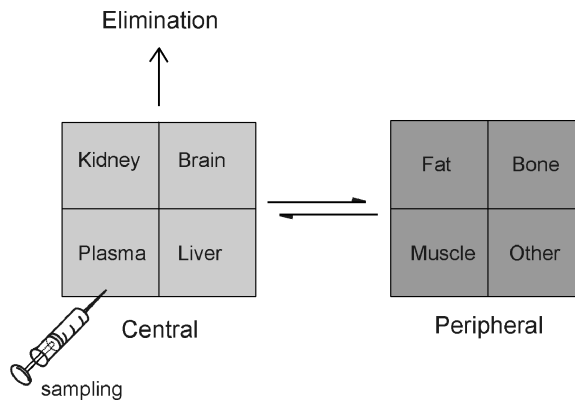 Elimination
Kidney Brain
Fat Bone
Plasma Liver
Muscle Other
Central
Peripheral
sampling